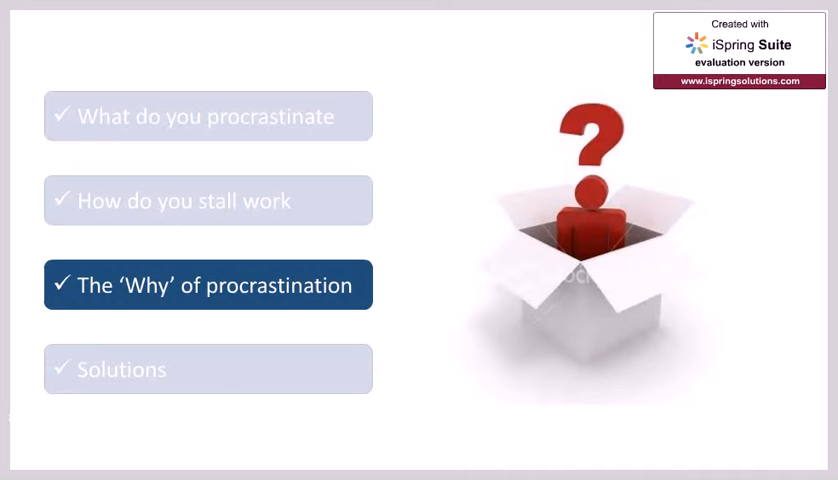 Created with
iSpring Suite
evaluation version
www.ispringsolutions.com
✓ What do you procrastinate
✓ How do you stall work
✓ The ‘Why’ of procrastination
✓ Solutions